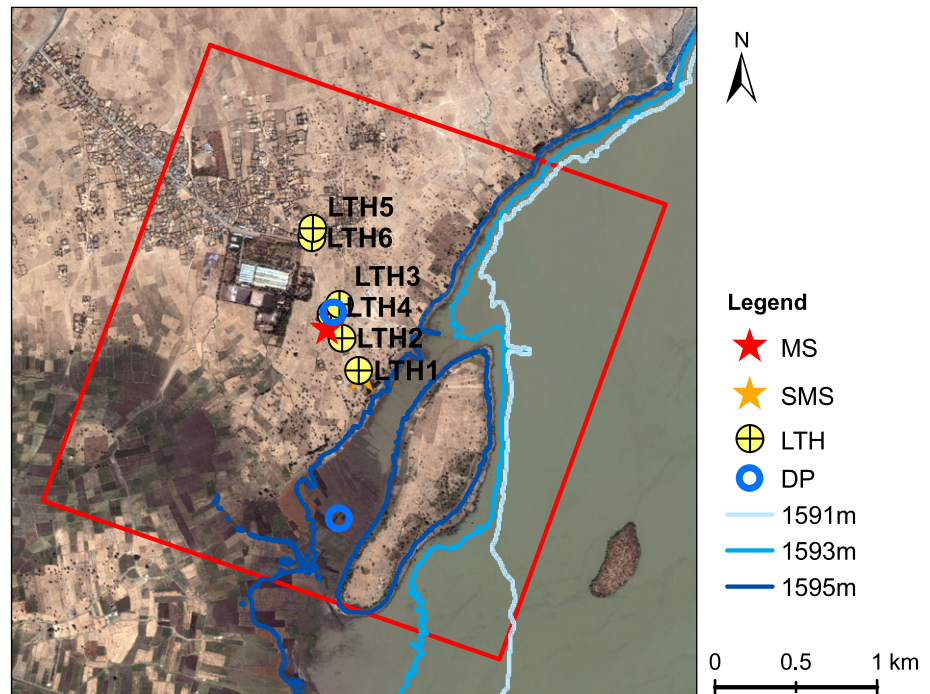 N
LTH5
LTH6
LTH3
LTH4
LTH2
LTH1
Legend
MS
SMS
LTH
DP
1591m
1593m
1595m
0 0.5 1 km